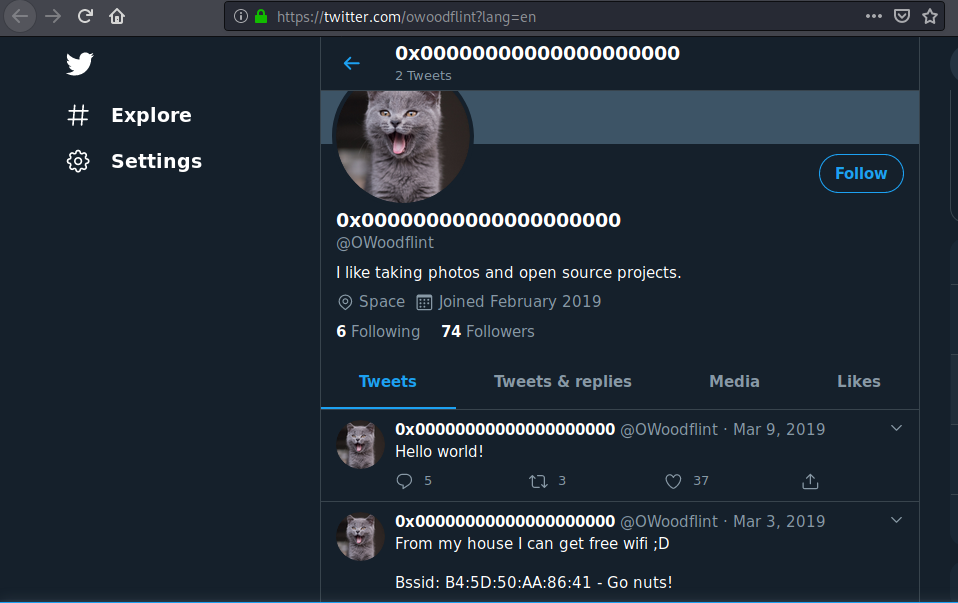 https://twitter.com/owoodflint?lang=en
0x00000000000000000000
2 Tweets
Explore
Settings
Follow
0x00000000000000000000
@OWoodflint
I like taking photos and open source projects.
Space Joined February 2019
6 Following 74 Followers
Tweets Tweets & replies Media Likes
0x00000000000000000000 @OWoodflint · Mar 9, 2019
Hello world!
5 3 37
0x00000000000000000000 @OWoodflint · Mar 3, 2019
From my house I can get free wifi ;D
Bssid: B4:5D:50:AA:86:41 - Go nuts!